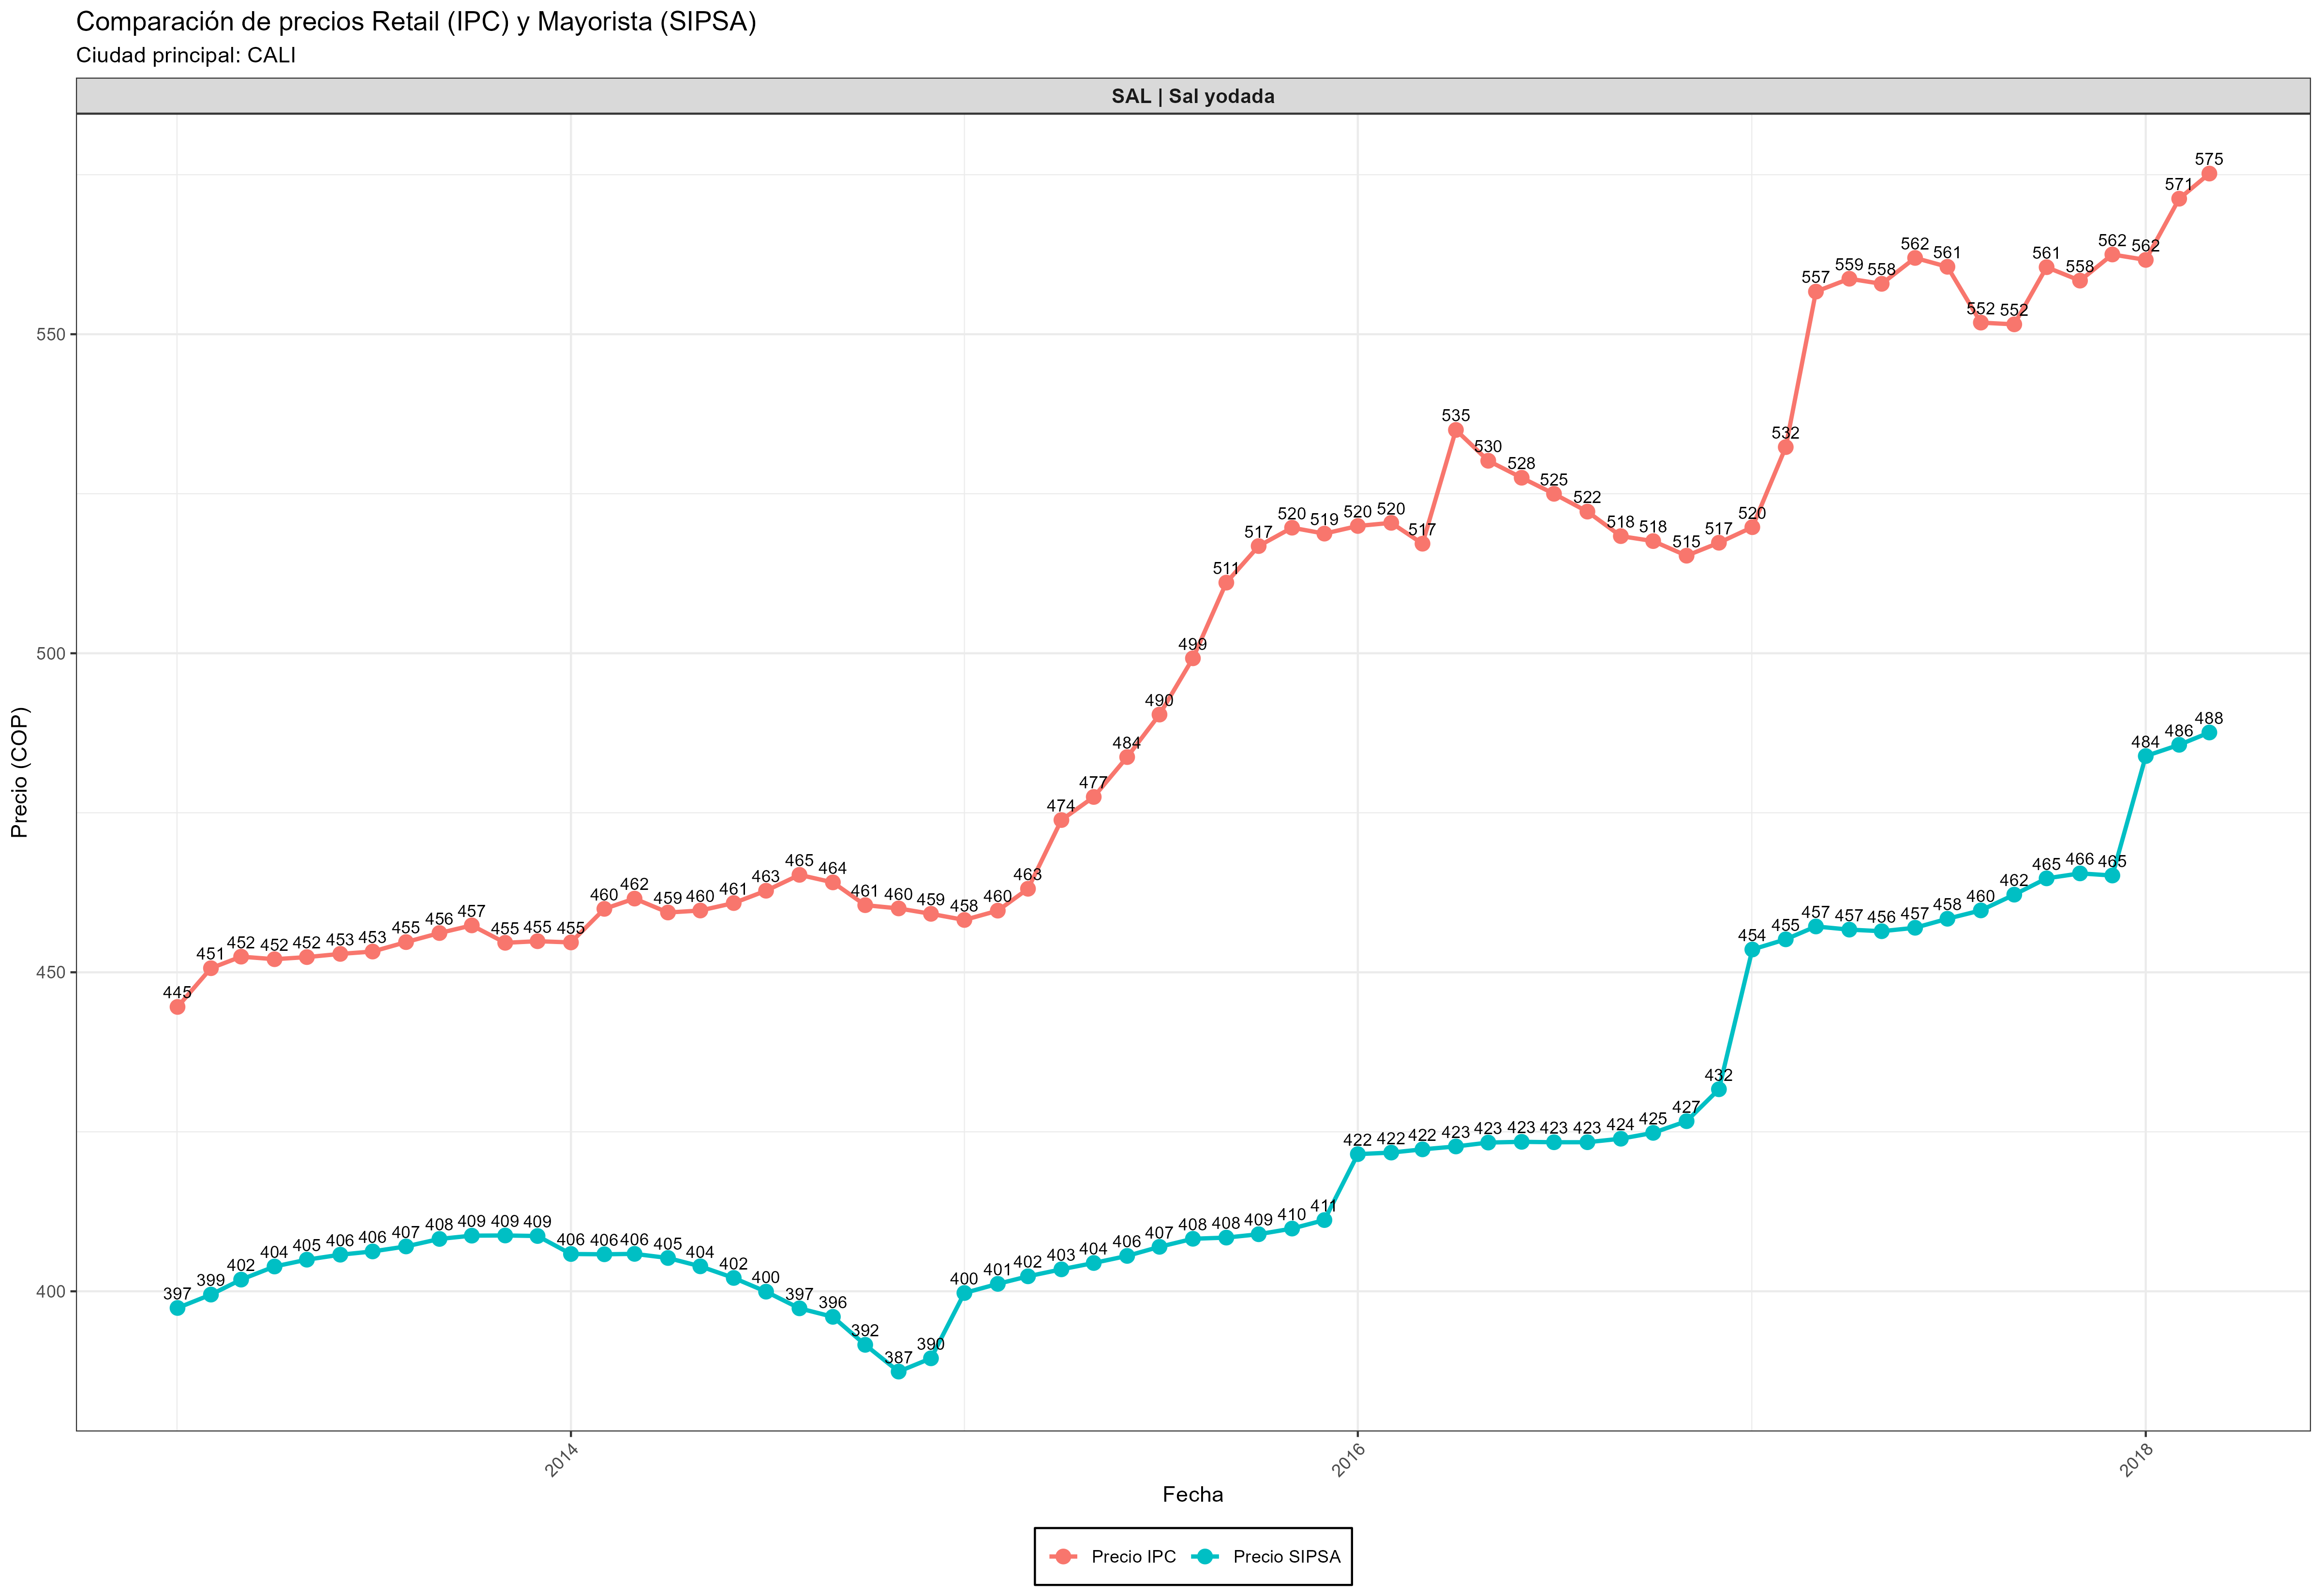 Comparación de precios Retail (IPC) y Mayorista (SIPSA)
Ciudad principal: CALI
SAL | Sal yodada
Precio (COP)
550
500
450
400
445 451 452 452 452 453 453 455 456 457 455 455 455 460 462 459 460 461 463 465 464 461 460 459 458 460 463 474 477 484 490 499 511 517 520 519 520 520 517 535 530 528 525 522 518 518 515 517 520 532 557 559 558 562 561 552 552 561 558 562 562 571 575
397 399 402 404 405 406 406 407 408 409 409 409 406 406 406 405 404 402 400 397 396 392 387 390 400 401 402 403 404 406 407 408 408 409 410 411 422 422 422 423 423 423 423 423 424 425 427 432 454 455 457 457 456 457 458 460 462 465 466 465 484 486 488
2014 2016 2018
Fecha
Precio IPC Precio SIPSA